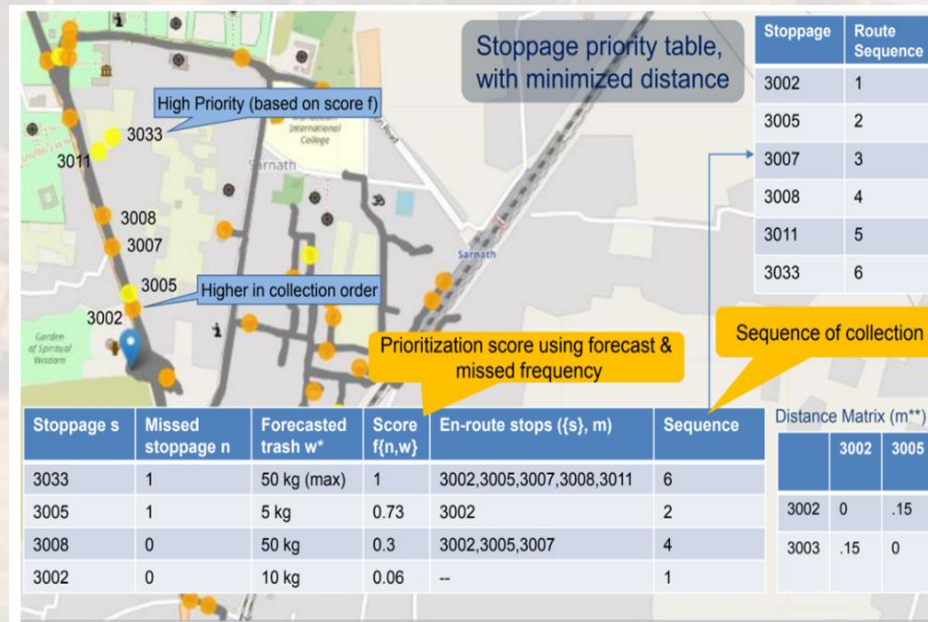 Stoppage priority table,
with minimized distance
Stoppage Route Sequence
3002 1
3005 2
3007 3
3008 4
3011 5
3033 6
High Priority (based on score f)
3033
3011
International
College
Sarnath
3008
3007
Sarnath
3005
Higher in collection order
3002
Garden
of Spiritual
Wisdom
Prioritization score using forecast &
missed frequency
Sequence of collection
Stoppage s Missed stoppage n Forecasted trash w* Score f{n,w} En-route stops ({s}, m) Sequence
3033 1 50 kg (max) 1 3002,3005,3007,3008,3011 6
3005 1 5 kg 0.73 3002 2
3008 0 50 kg 0.3 3002,3005,3007 4
3002 0 10 kg 0.06 -- 1
Distance Matrix (m**)
3002 3005
3002 0 .15
3003 .15 0